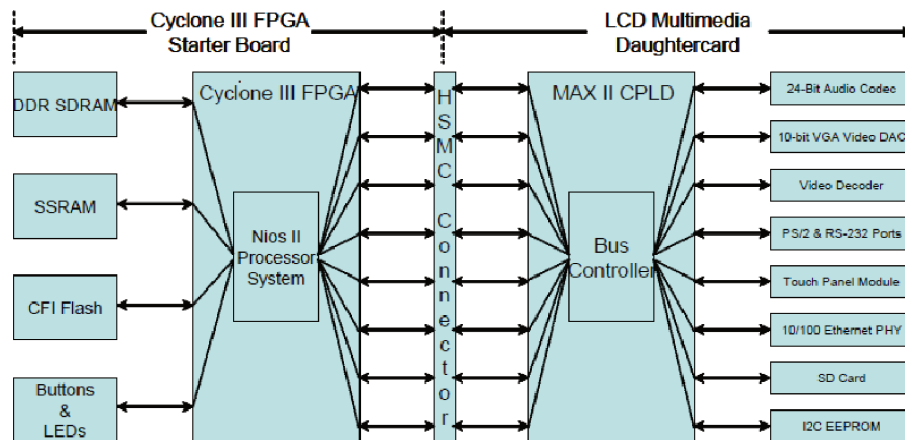 Cyclone III FPGA
Starter Board
LCD Multimedia
Daughtercard
DDR SDRAM
SSRAM
CFI Flash
Buttons
&
LEDs
Cyclone III FPGA
Nios II
Processor
System
HSMC Connector
MAX II CPLD
Bus
Controller
24-Bit Audio Codec
10-bit VGA Video DAC
Video Decoder
PS/2 & RS-232 Ports
Touch Panel Module
10/100 Ethernet PHY
SD Card
I2C EEPROM